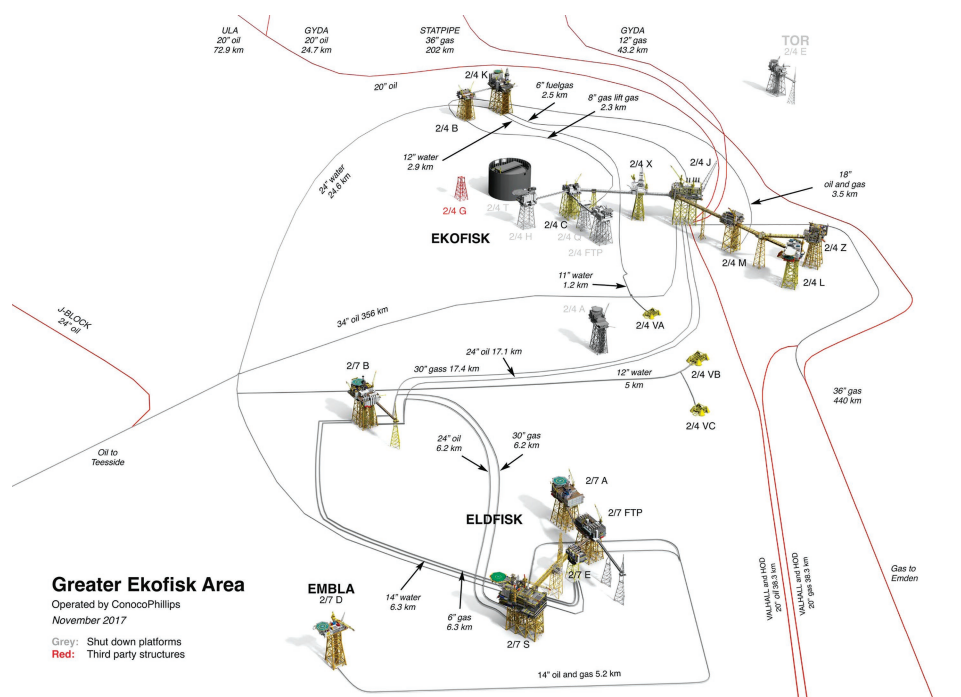 ULA
20" oil
72.9 km
GYDA
20" oil
24.7 km
STATPIPE
36" gas
202 km
GYDA
12" gas
43.2 km
TOR
2/4 E
20" oil
2/4 K
6" fuelgas
2.5 km
8" gas lift gas
2.3 km
2/4 B
12" water
2.9 km
24" water
24.6 km
2/4 X
2/4 J
18"
oil and gas
3.5 km
2/4 G
2/4 T
2/4 H
2/4 C
2/4 Q
2/4 FTP
EKOFISK
2/4 M
2/4 Z
2/4 L
11" water
1.2 km
2/4 A
2/4 VA
J-BLOCK
24" oil
34" oil 356 km
24" oil 17.1 km
30" gass 17.4 km
2/7 B
12" water
5 km
2/4 VB
2/4 VC
36" gas
440 km
Oil to
Teesside
24" oil
6.2 km
30" gas
6.2 km
2/7 A
2/7 FTP
ELDFISK
2/7 E
Greater Ekofisk Area
Operated by ConocoPhillips
November 2017
Grey: Shut down platforms
Red: Third party structures
EMBLA
2/7 D
14" water
6.3 km
6" gas
6.3 km
2/7 S
14" oil and gas 5.2 km
VALHALL and HOD
20" oil 38.3 km
VALHALL and HOD
20" gas 38.3 km
Gas to
Emden